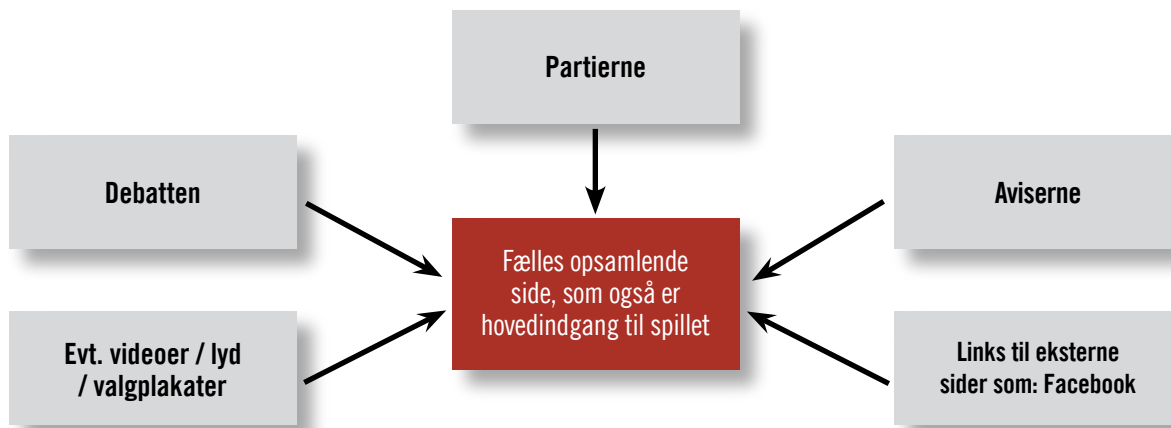 Partierne
Debatten
Aviserne
Fælles opsamlende
side, som også er
hovedindgang til spillet
Evt. videoer / lyd
/ valgplakater
Links til eksterne
sider som: Facebook